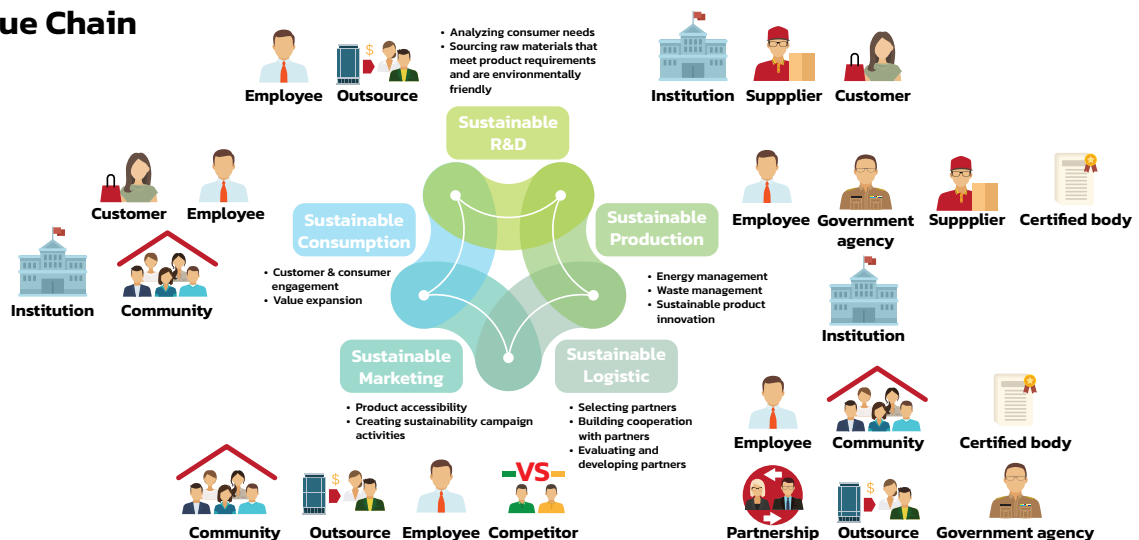 ue Chain
• Analyzing consumer needs
• Sourcing raw materials that
meet product requirements
and are environmentally
friendly
$
Employee Outsource
Institution Suppplier Customer
Sustainable
R&D
Customer Employee
Sustainable
Consumption
Sustainable
Production
Employee Government
agency
Suppplier Certified body
• Customer & consumer
engagement
• Value expansion
Institution Community
• Energy management
• Waste management
• Sustainable product
innovation
Institution
Sustainable
Marketing
Sustainable
Logistic
• Product accessibility
• Creating sustainability campaign
activities
• Selecting partners
• Building cooperation
with partners
• Evaluating and
developing partners
Employee Community Certified body
$
-VS-
Community Outsource Employee Competitor
$
Partnership Outsource Government agency